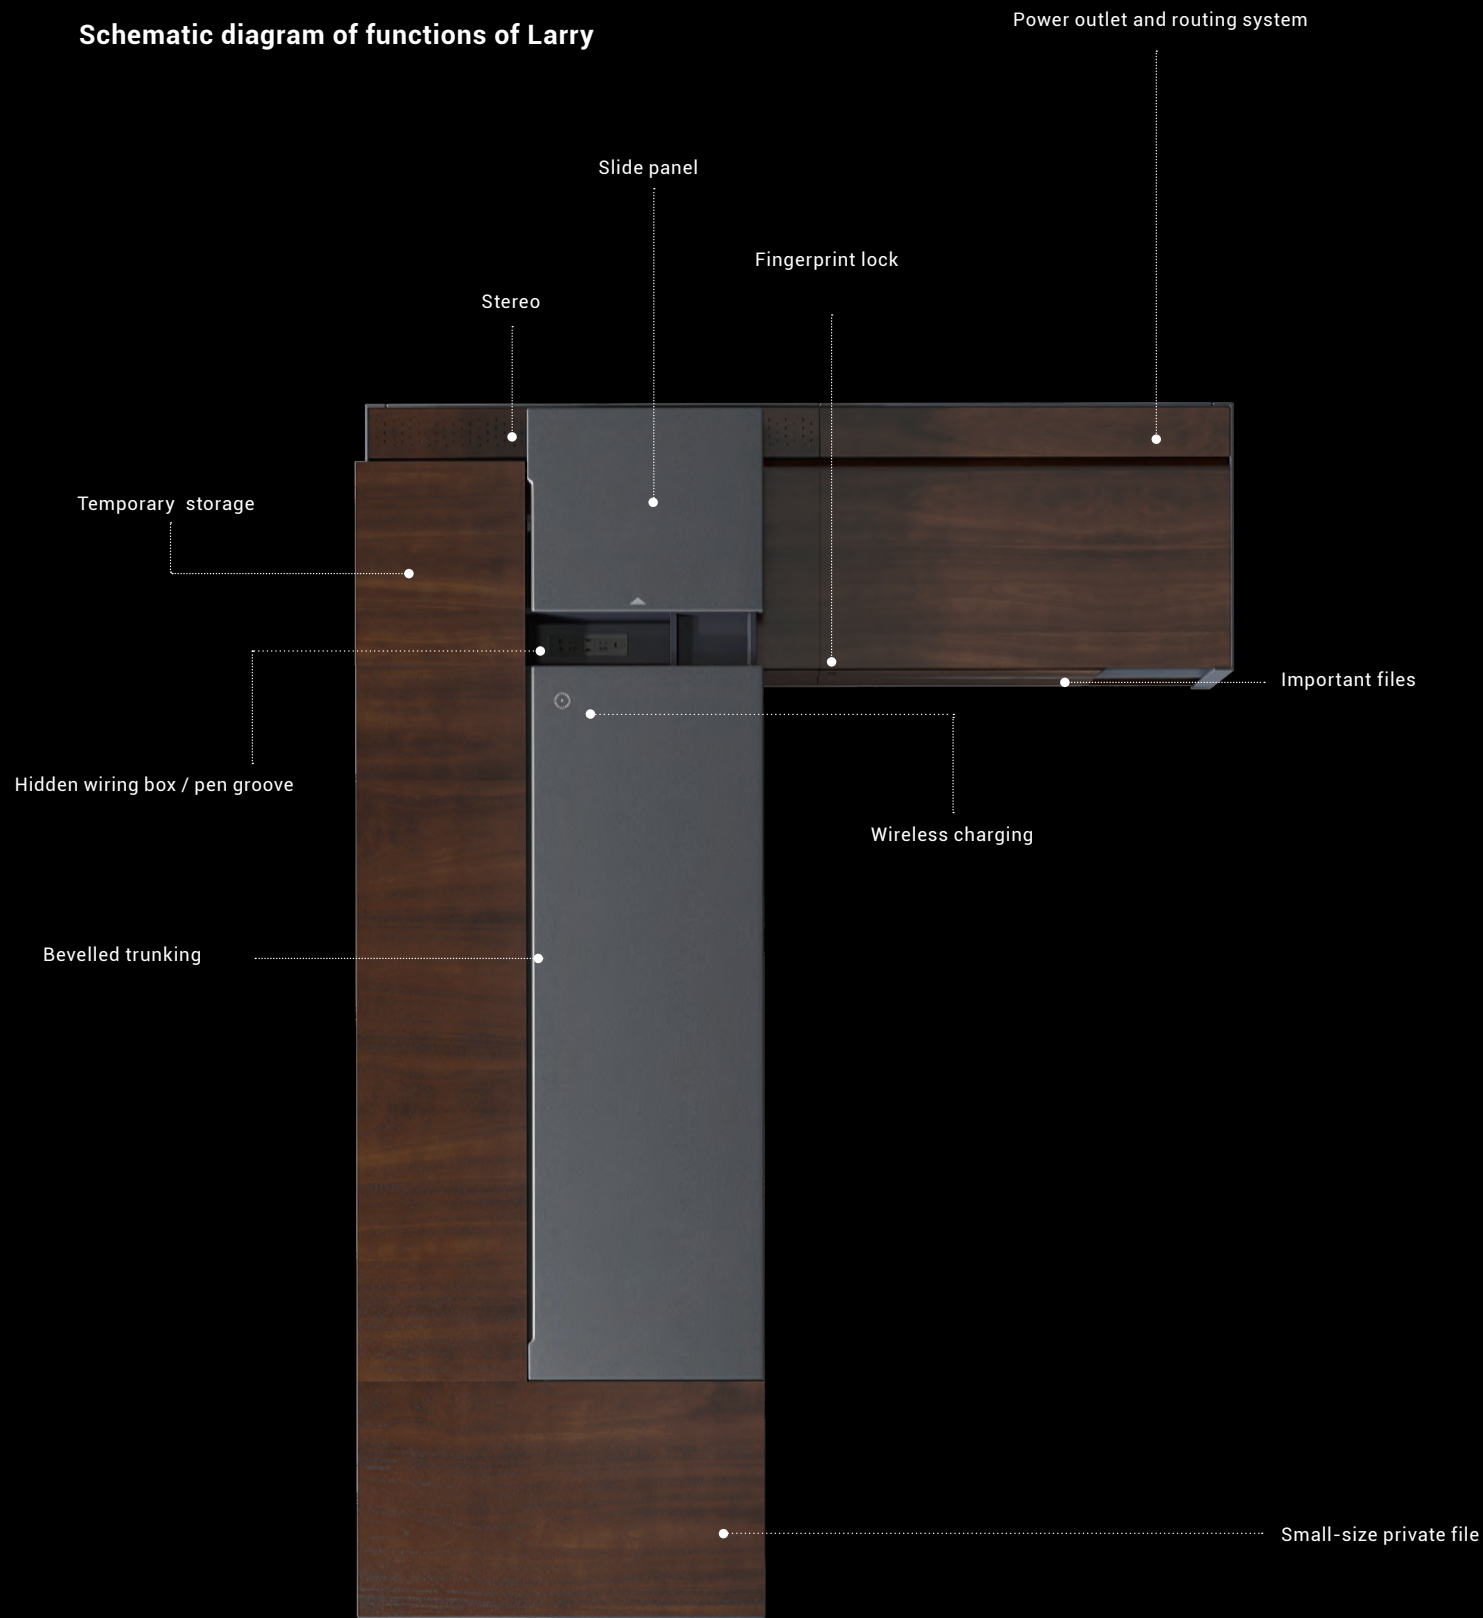 Schematic diagram of functions of Larry
Power outlet and routing system
Slide panel
Fingerprint lock
Stereo
Temporary storage
Important files
Hidden wiring box / pen groove
Wireless charging
Bevelled trunking
Small-size private file